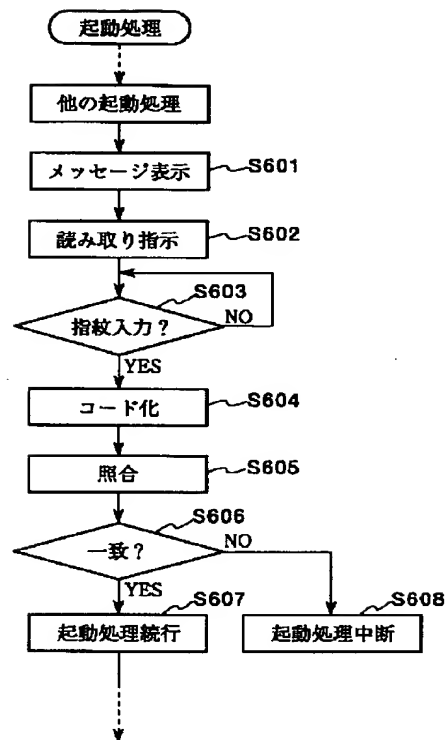 起動処理
他の起動処理
メッセージ表示
S601
読み取り指示
S602
S603
指紋入力?
NO
YES
コード化
S604
照合
S605
S606
一致?
NO
YES
S607
起動処理続行
S608
起動処理中断